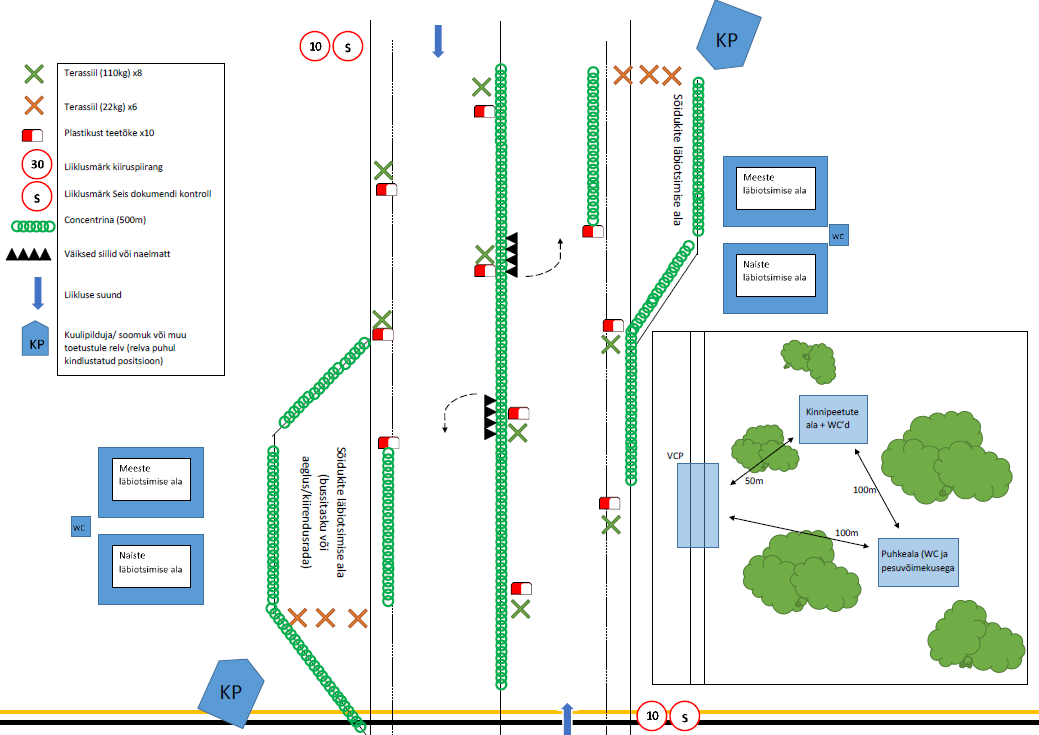 10
S
KP
Terassiil (110kg) x8
Terassiil (22kg) x6
Plastikust teetõke x10
30
Liiklusmärk kiiruspiirang
S
Liiklusmärk Seis dokumendi kontroll
Concentrina (500m)
Väiksed siilid või naelmatt
Liikluse suund
KP
Kuulipilduja/ soomuk või muu
toetustule relv (relva puhul
kindlustatud positsioon)
Sõidukite läbiotsimise ala
Meeste
läbiotsimise ala
WC
Naiste
läbiotsimise ala
Meeste
läbiotsimise ala
WC
Naiste
läbiotsimise ala
Sõidukite läbiotsimise ala
(bussitasku või
aeglus/kiirendusrada)
KP
VCP
Kinnipeetute
ala + WC'd
50m
100m
100m
Puhkeala (WC ja
pesuvõimekusega
10
S